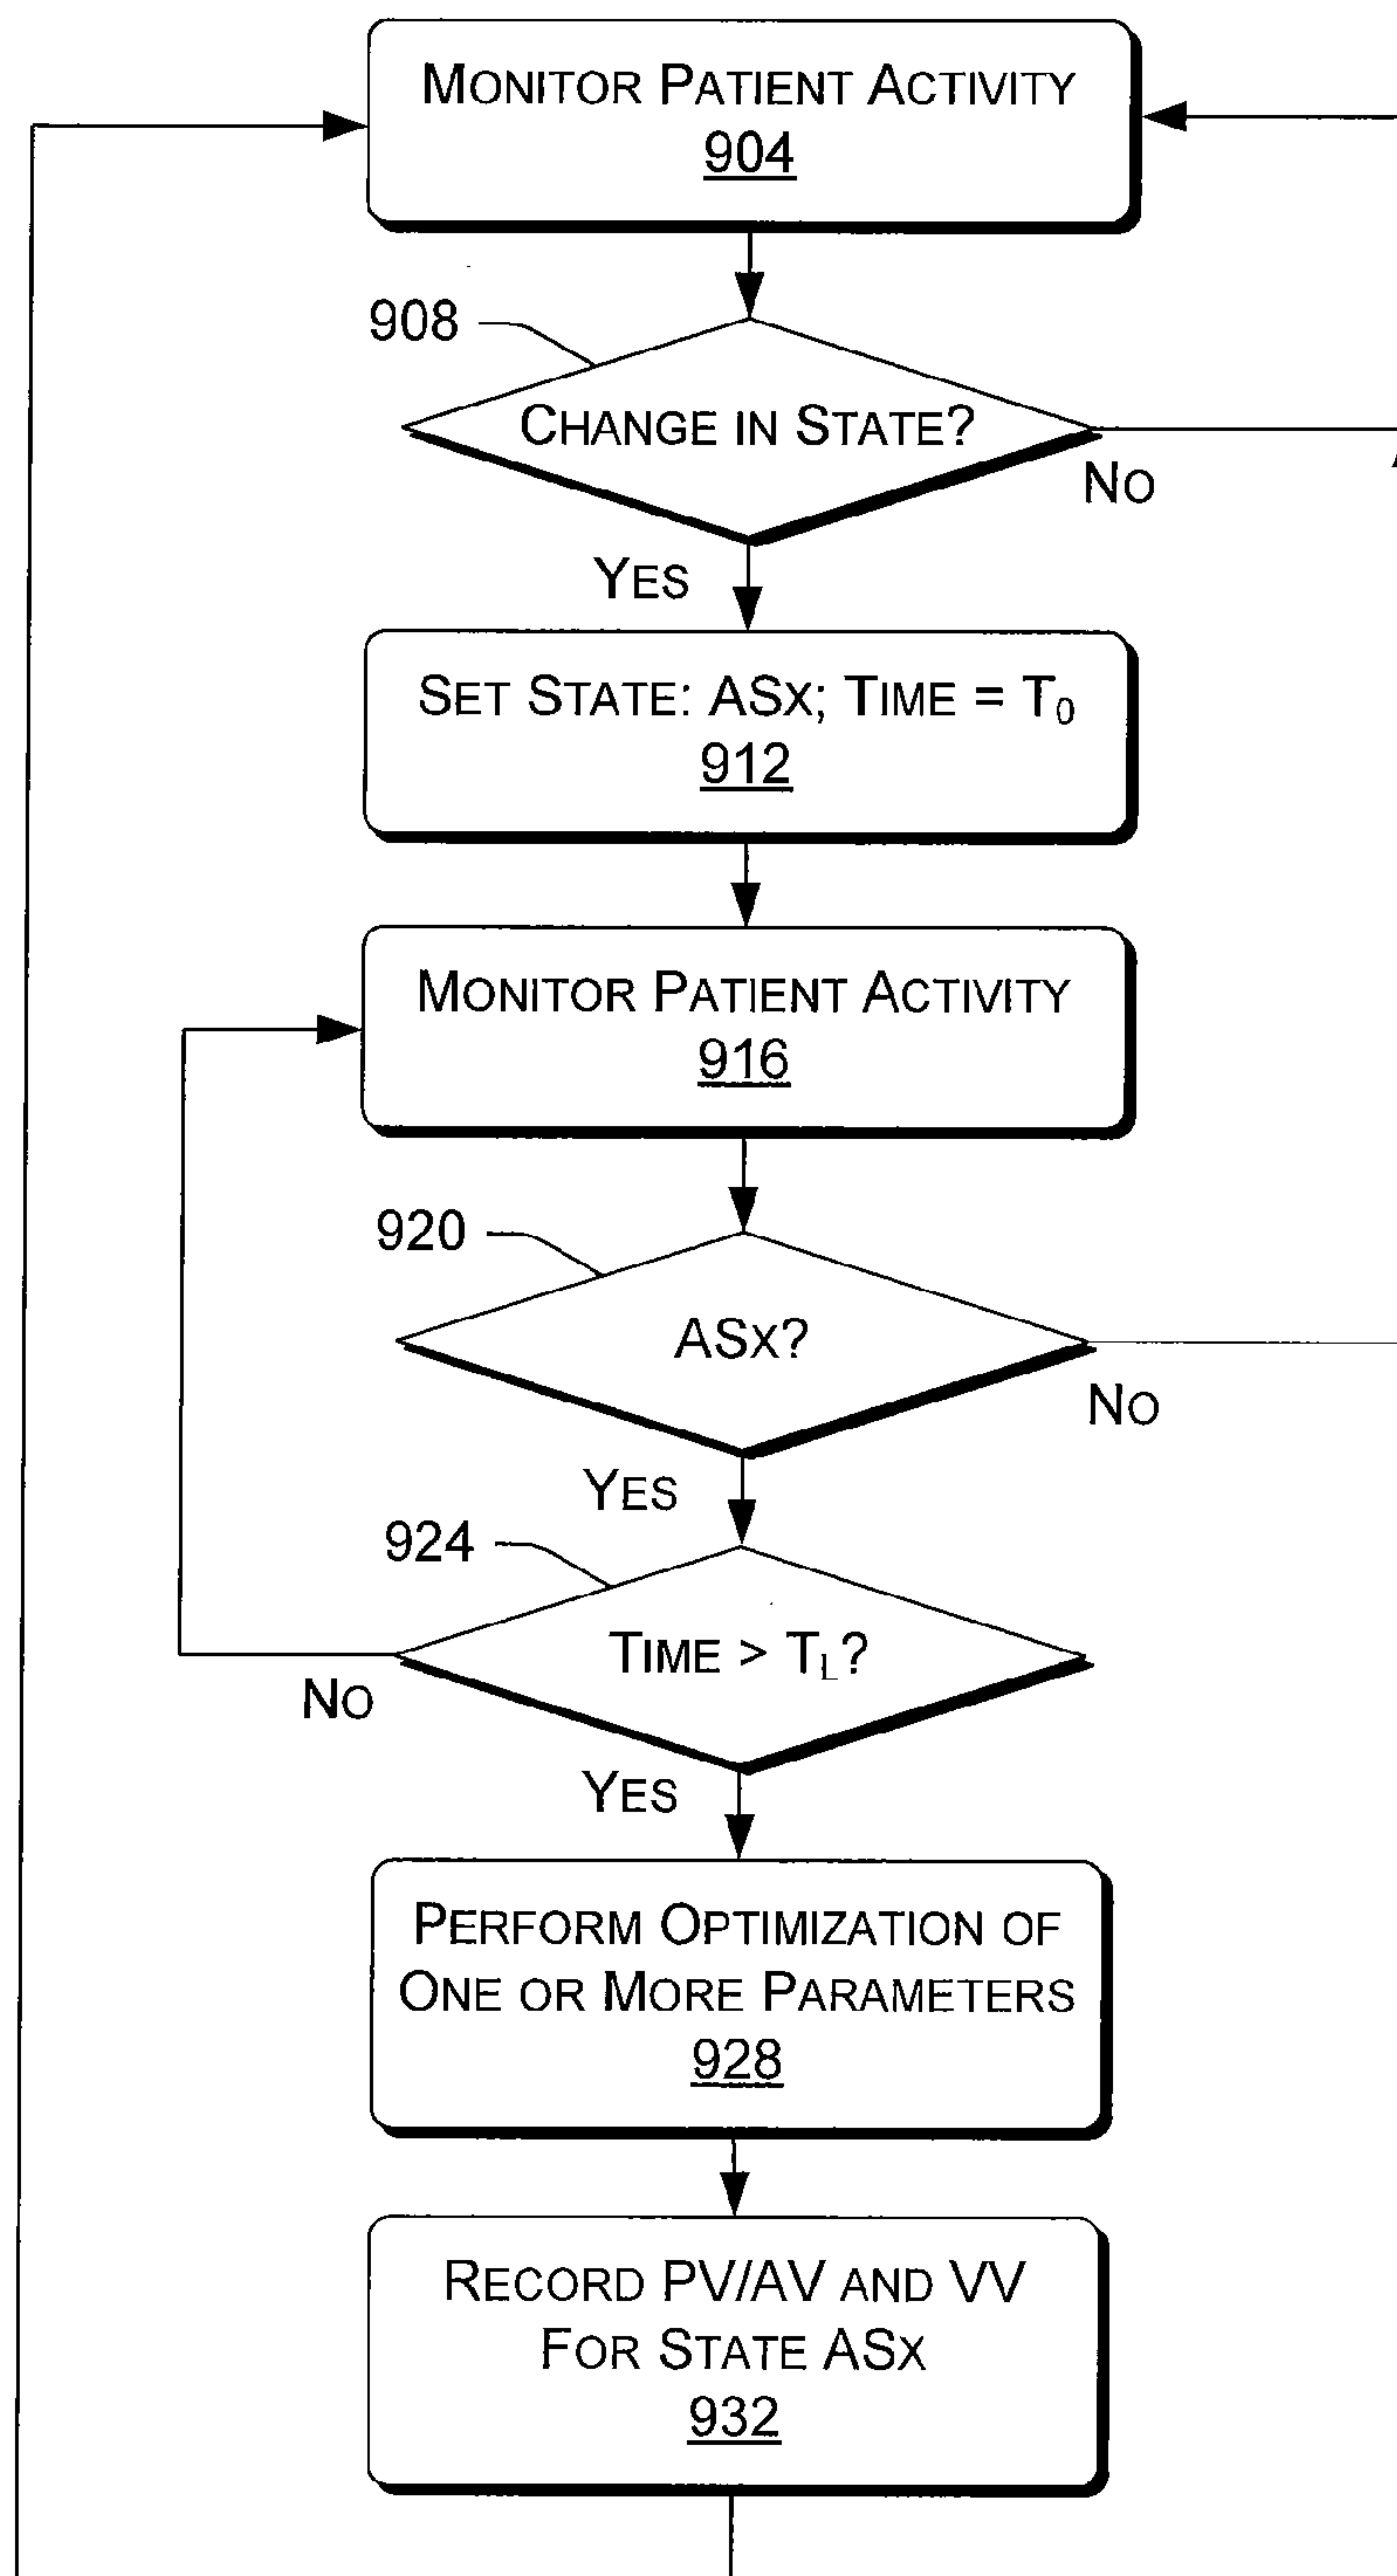 MONITOR PATIENT ACTIVITY
904
908
CHANGE IN STATE?
NO
YES
SET STATE: ASX; TIME = T0
912
MONITOR PATIENT ACTIVITY
916
920
ASX?
NO
YES
924
TIME > TL?
NO
YES
PERFORM OPTIMIZATION OF
ONE OR MORE PARAMETERS
928
RECORD PV/AV AND VV
FOR STATE ASX
932